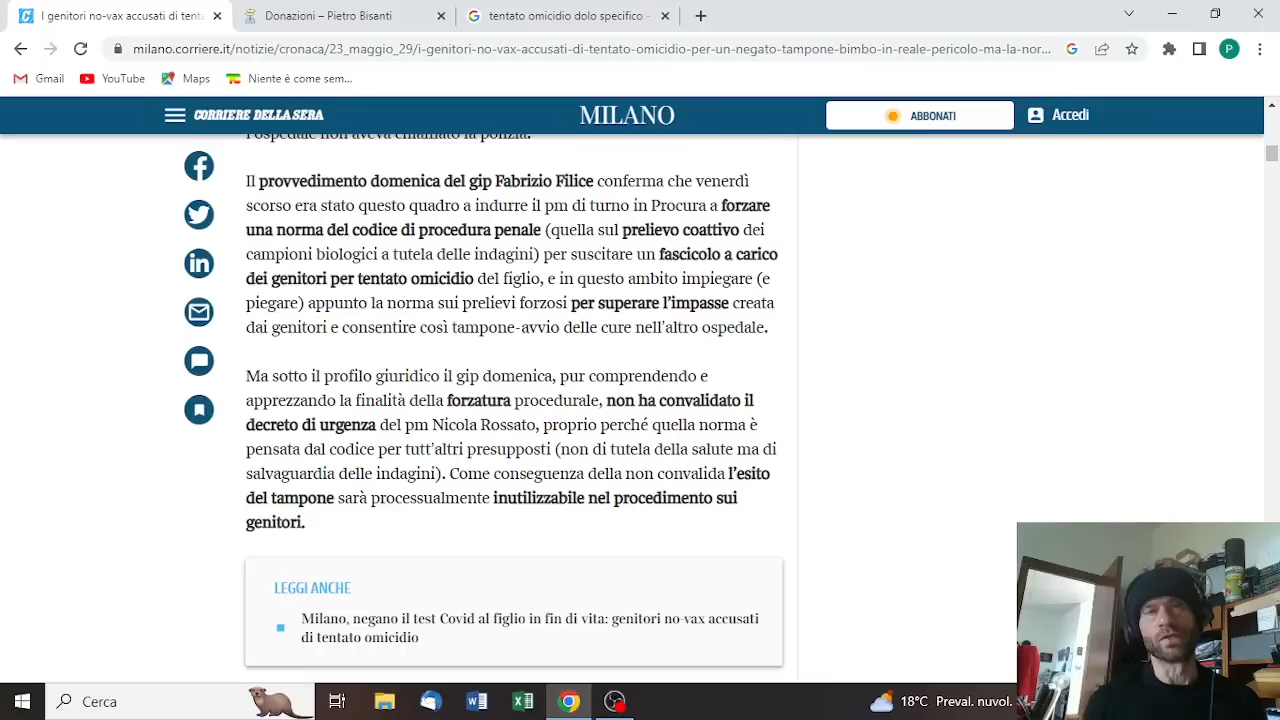 I genitori no-vax accusati di tenta
Donazioni – Pietro Bisanti
tentato omicidio dolo specifico -
milano.corriere.it/notizie/cronaca/23_maggio_29/i-genitori-no-vax-accusati-di-tentato-omicidio-per-un-negato-tampone-bimbo-in-reale-pericolo-ma-la-nor...
P
Gmail
YouTube
Maps
Niente è come sem...
CORRIERE DELLA SERA
MILANO
ABBONATI
Accedi
l'ospedale non aveva chiamato la polizia.
Il provvedimento domenica del gip Fabrizio Filice conferma che venerdì
scorso era stato questo quadro a indurre il pm di turno in Procura a forzare
una norma del codice di procedura penale (quella sul prelievo coattivo dei
campioni biologici a tutela delle indagini) per suscitare un fascicolo a carico
dei genitori per tentato omicidio del figlio, e in questo ambito impiegare (e
piegare) appunto la norma sui prelievi forzosi per superare l'impasse creata
dai genitori e consentire così tampone-avvio delle cure nell'altro ospedale.
Ma sotto il profilo giuridico il gip domenica, pur comprendendo e
apprezzando la finalità della forzatura procedurale, non ha convalidato il
decreto di urgenza del pm Nicola Rossato, proprio perché quella norma è
pensata dal codice per tutt'altri presupposti (non di tutela della salute ma di
salvaguardia delle indagini). Come conseguenza della non convalida l'esito
del tampone sarà processualmente inutilizzabile nel procedimento sui
genitori.
LEGGI ANCHE
Milano, negano il test Covid al figlio in fin di vita: genitori no-vax accusati
di tentato omicidio
Cerca
18°C Preval. nuvol.